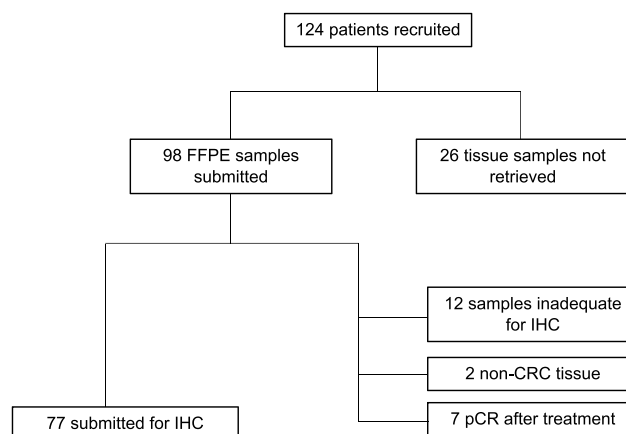 124 patients recruited
98 FFPE samples
submitted
26 tissue samples not
retrieved
12 samples inadequate
for IHC
2 non-CRC tissue
77 submitted for IHC
7 pCR after treatment